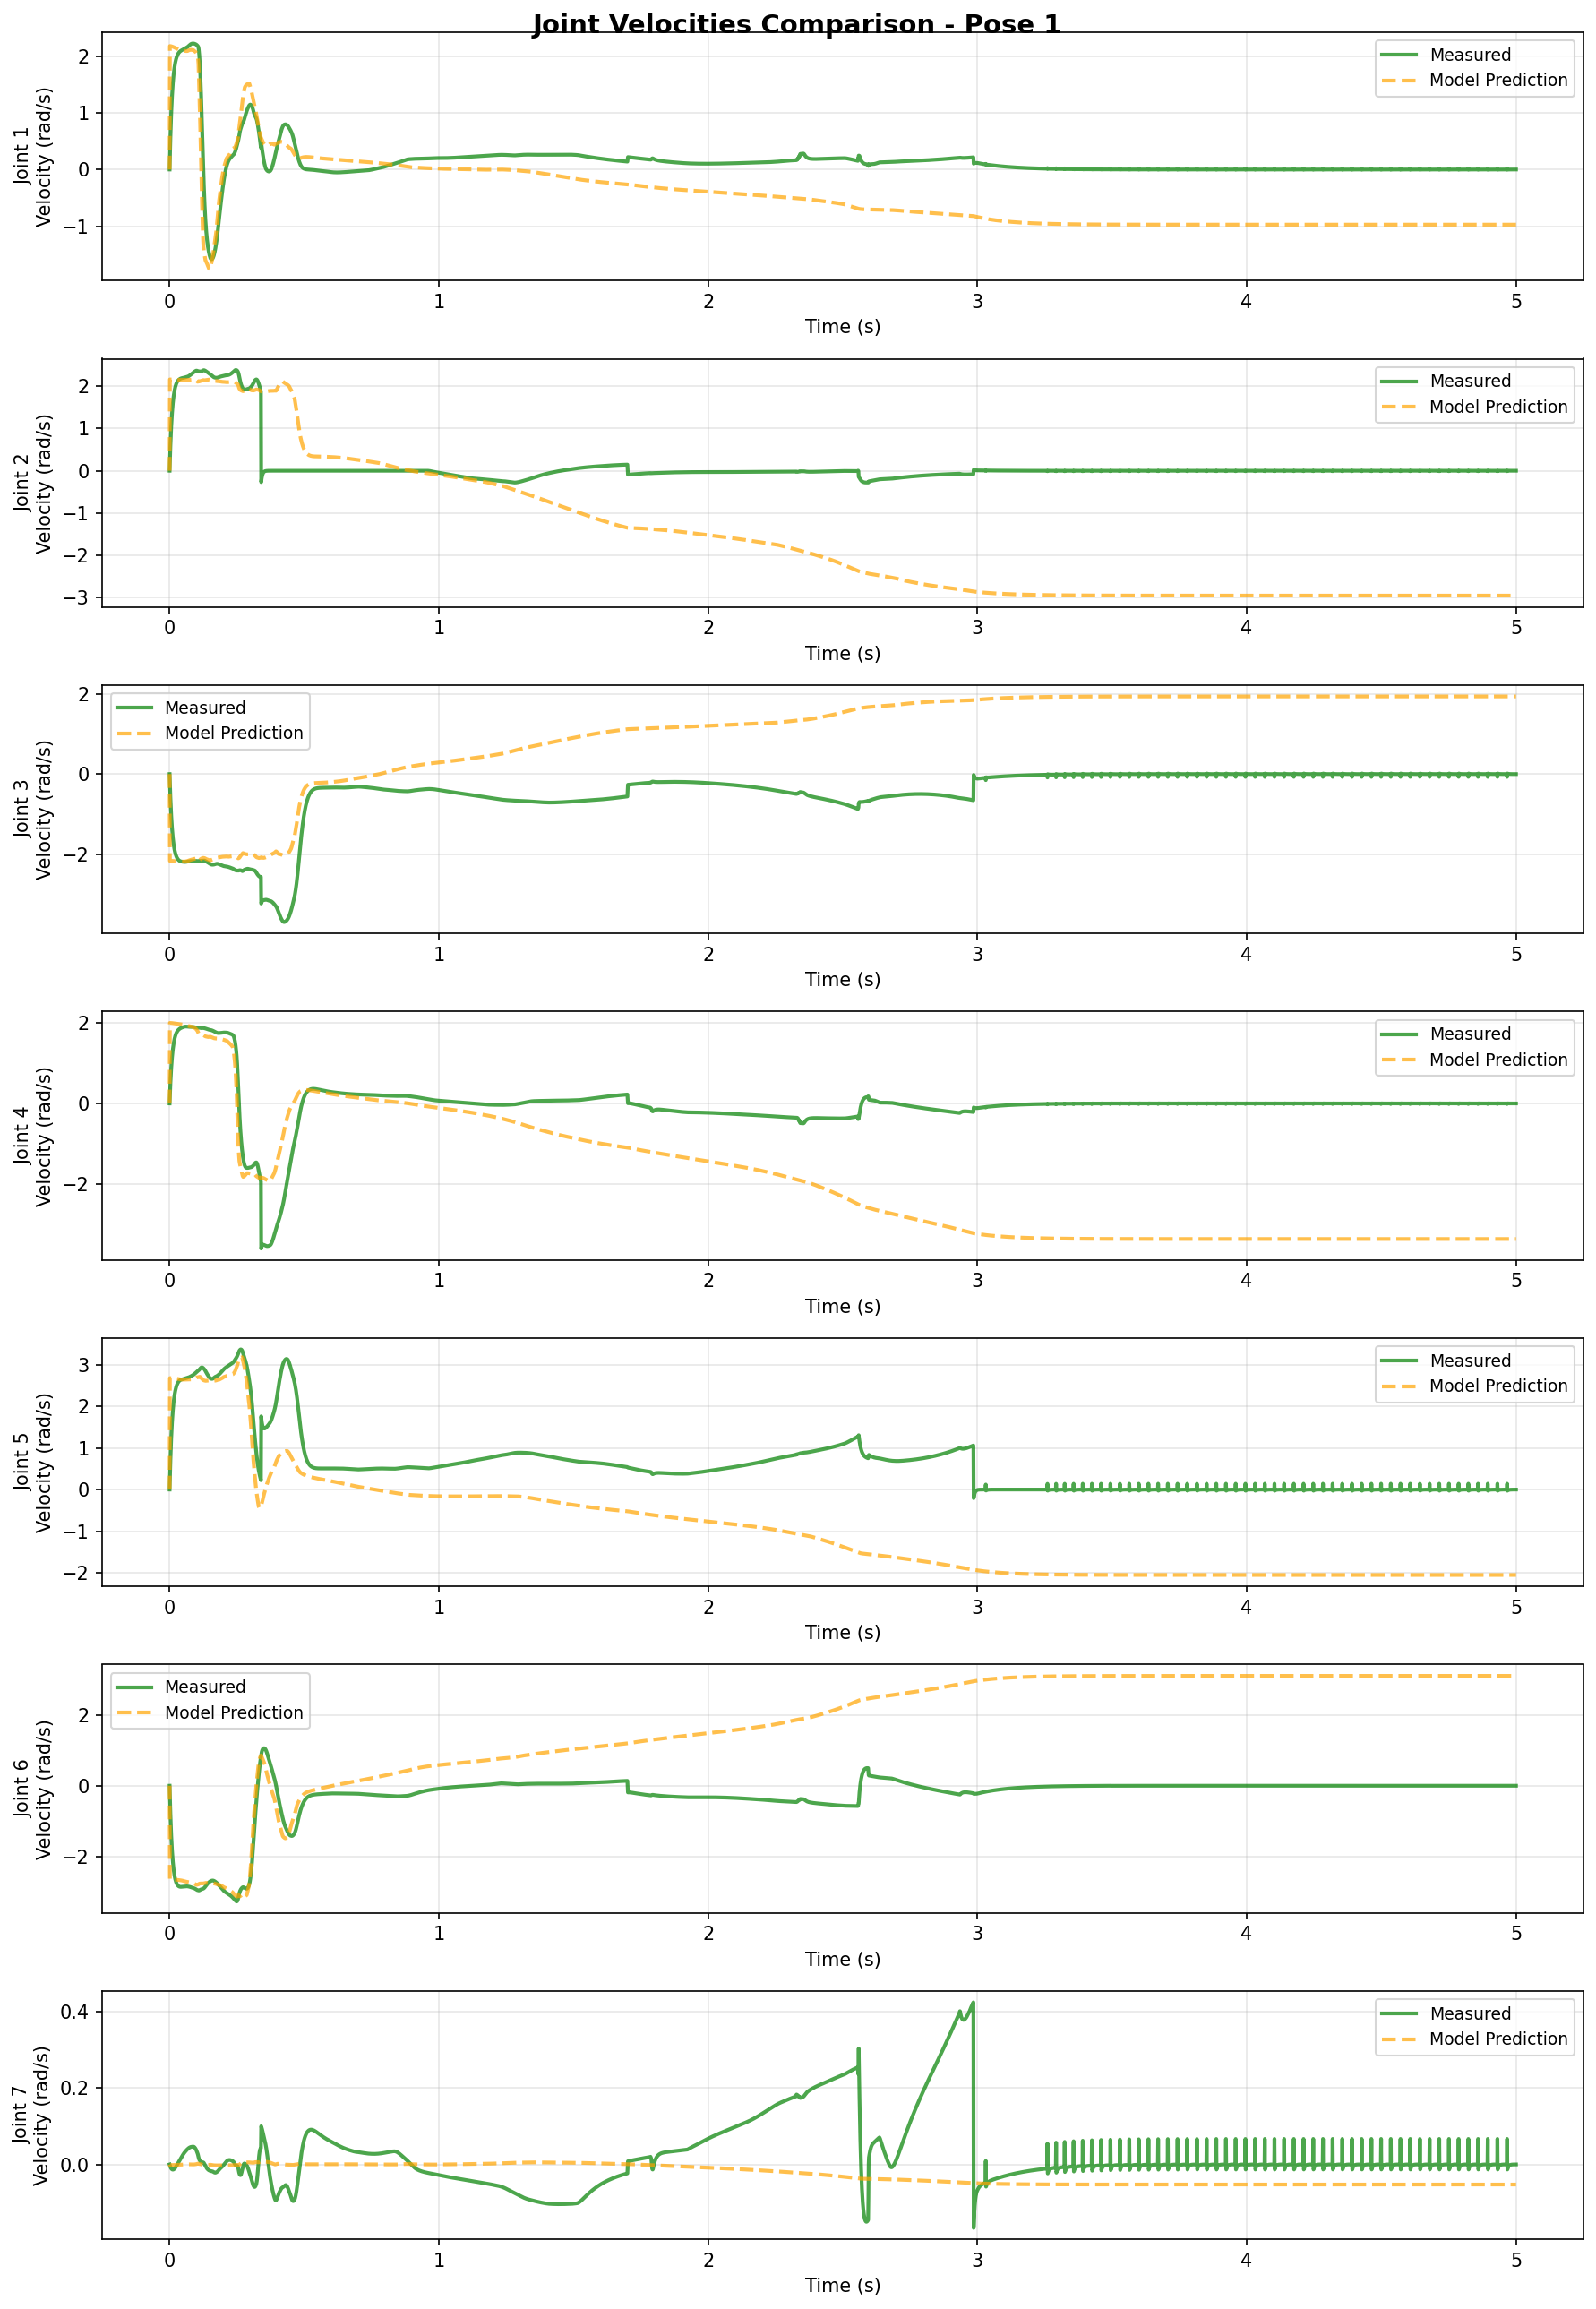 Joint Velocities Comparison - Pose 1
Joint 1
Velocity (rad/s)
2
1
0
−1
Measured
Model Prediction
0 1 2 3 4 5
Time (s)
Joint 2
Velocity (rad/s)
2
1
0
−1
−2
−3
Measured
Model Prediction
0 1 2 3 4 5
Time (s)
Joint 3
Velocity (rad/s)
2
0
−2
Measured
Model Prediction
0 1 2 3 4 5
Time (s)
Joint 4
Velocity (rad/s)
2
0
−2
Measured
Model Prediction
0 1 2 3 4 5
Time (s)
Joint 5
Velocity (rad/s)
3
2
1
0
−1
−2
Measured
Model Prediction
0 1 2 3 4 5
Time (s)
Joint 6
Velocity (rad/s)
2
0
−2
Measured
Model Prediction
0 1 2 3 4 5
Time (s)
Joint 7
Velocity (rad/s)
0.4
0.2
0.0
Measured
Model Prediction
0 1 2 3 4 5
Time (s)